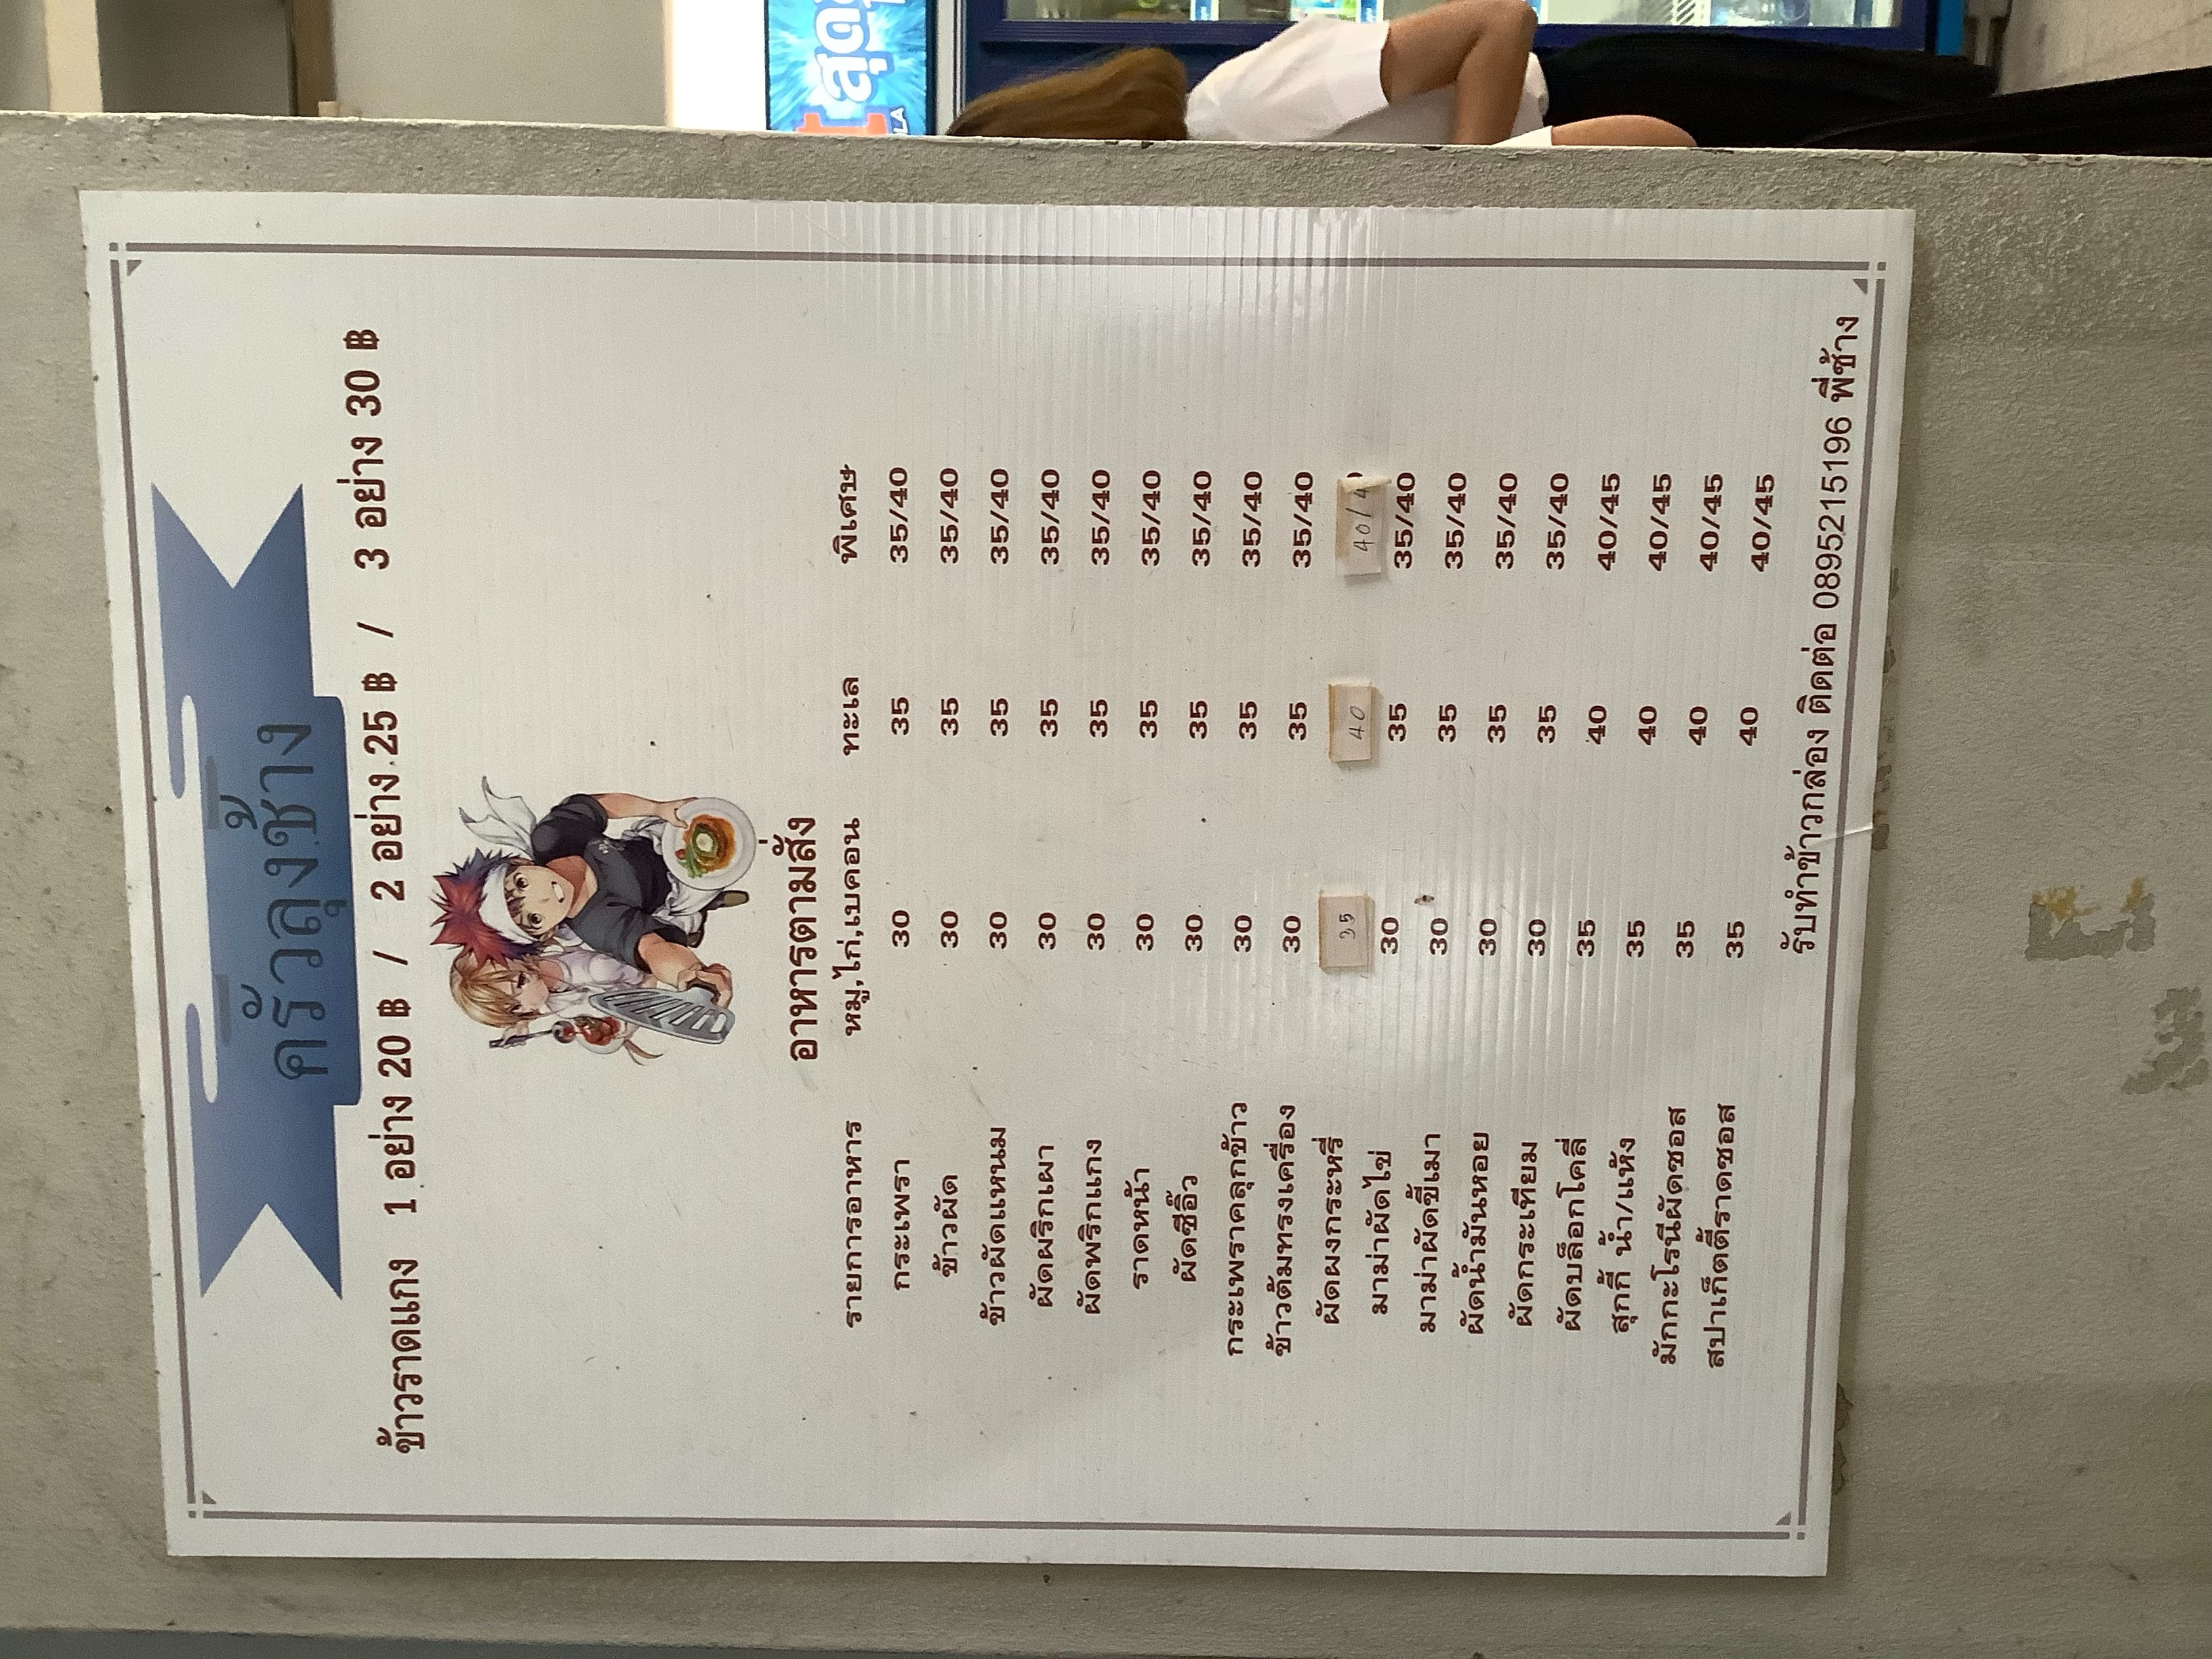 ครัวลุงช้าง
ข้าวราดแกง 1 อย่าง 20 ฿ / 2 อย่าง 25 ฿ / 3 อย่าง 30 ฿
อาหารตามสั่ง
รายการอาหาร หมู,ไก่,เบคอน ทะเล พิเศษ
กระเพรา 30 35 35/40
ข้าวผัด 30 35 35/40
ข้าวผัดแหนม 30 35 35/40
ผัดผริกเผา 30 35 35/40
ผัดพริกแกง 30 35 35/40
ราดหน้า 30 35 35/40
ผัดซีอิ๊ว 30 35 35/40
กระเพราคลุกข้าว 30 35 35/40
ข้าวต้มทรงเครื่อง 30 35 35/40
ผัดผงกระหรี่ 35 40
มาม่าผัดไข่ 30 35 35/40
มาม่าผัดขี้เมา 30 35 35/40
ผัดน้ำมันหอย 30 35 35/40
ผัดกระเทียม 30 35 35/40
ผัดบล็อกโคลี่ 35 40 40/45
สุกกี้ น้ำ/แห้ง 35 40 40/45
มักกะโรนีผัดซอส 35 40 40/45
สปาเก็ตตี้ราดซอส 35 40 40/45
รับทำข้าวกล่อง ติดต่อ 0895215196 พี่ช้าง